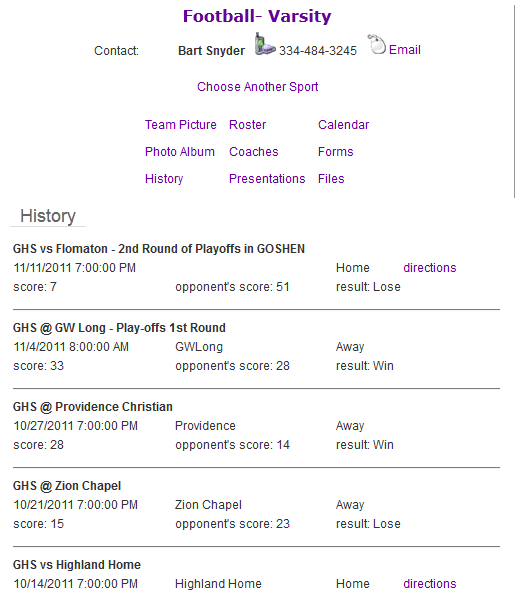 Football- Varsity
Contact: Bart Snyder 334-484-3245 Email
Choose Another Sport
Team Picture Roster Calendar
Photo Album Coaches Forms
History Presentations Files
History
GHS vs Flomaton - 2nd Round of Playoffs in GOSHEN
11/11/2011 7:00:00 PM Home directions
score: 7 opponent's score: 51 result: Lose
GHS @ GW Long - Play-offs 1st Round
11/4/2011 8:00:00 AM GWLong Away
score: 33 opponent's score: 28 result: Win
GHS @ Providence Christian
10/27/2011 7:00:00 PM Providence Away
score: 28 opponent's score: 14 result: Win
GHS @ Zion Chapel
10/21/2011 7:00:00 PM Zion Chapel Away
score: 15 opponent's score: 23 result: Lose
GHS vs Highland Home
10/14/2011 7:00:00 PM Highland Home Home directions